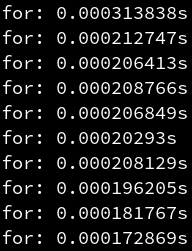 for: 0.000313838s
for: 0.000212747s
for: 0.000206413s
for: 0.000208766s
for: 0.000206849s
for: 0.00020293s
for: 0.000208129s
for: 0.000196205s
for: 0.000181767s
for: 0.000172869s